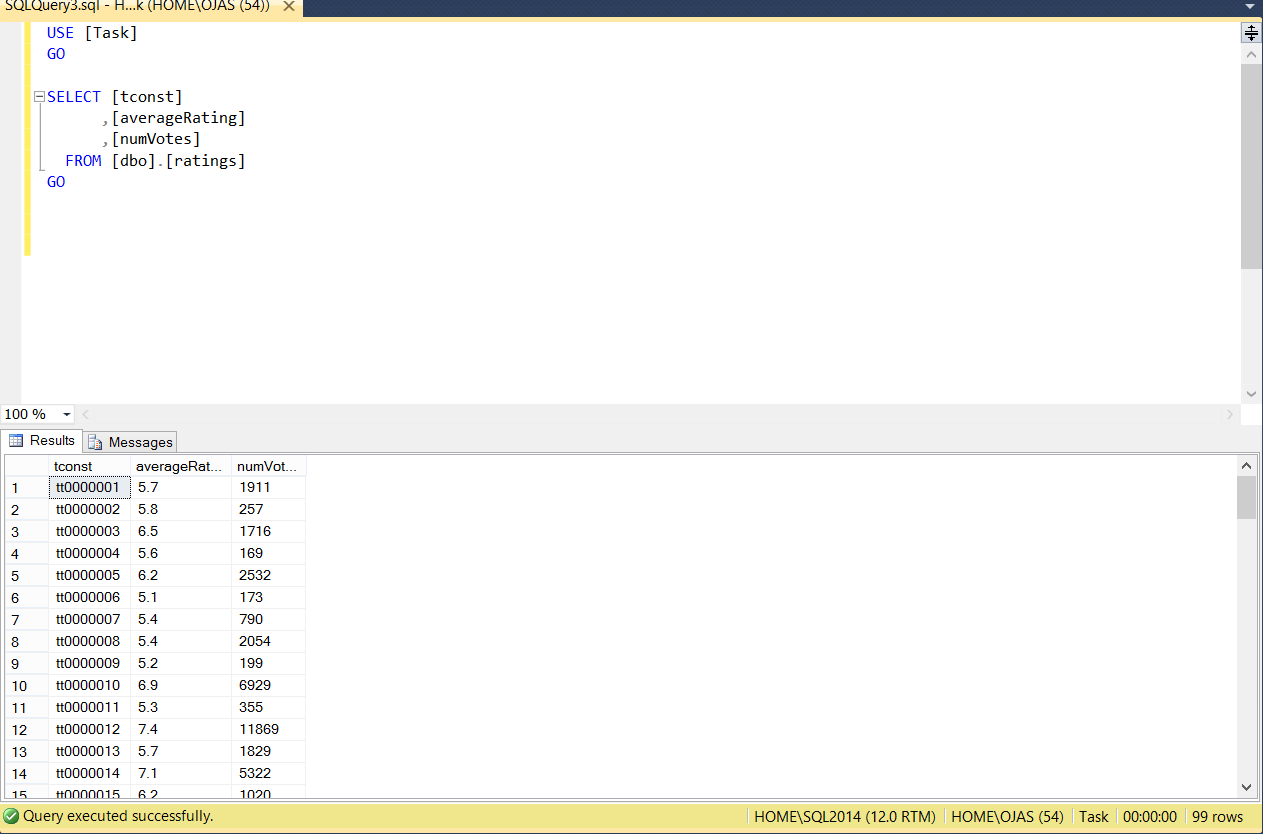 SQLQuery3.sql - H...k (HOME\OJAS (54))
USE [Task]
GO
SELECT [tconst]
,[averageRating]
,[numVotes]
FROM [dbo].[ratings]
GO
100 %
Results Messages
tconst averageRat... numVot...
1 tt0000001 5.7 1911
2 tt0000002 5.8 257
3 tt0000003 6.5 1716
4 tt0000004 5.6 169
5 tt0000005 6.2 2532
6 tt0000006 5.1 173
7 tt0000007 5.4 790
8 tt0000008 5.4 2054
9 tt0000009 5.2 199
10 tt0000010 6.9 6929
11 tt0000011 5.3 355
12 tt0000012 7.4 11869
13 tt0000013 5.7 1829
14 tt0000014 7.1 5322
15 tt0000015 6.2 1020
Query executed successfully. HOME\SQL2014 (12.0 RTM) HOME\OJAS (54) Task 00:00:00 99 rows